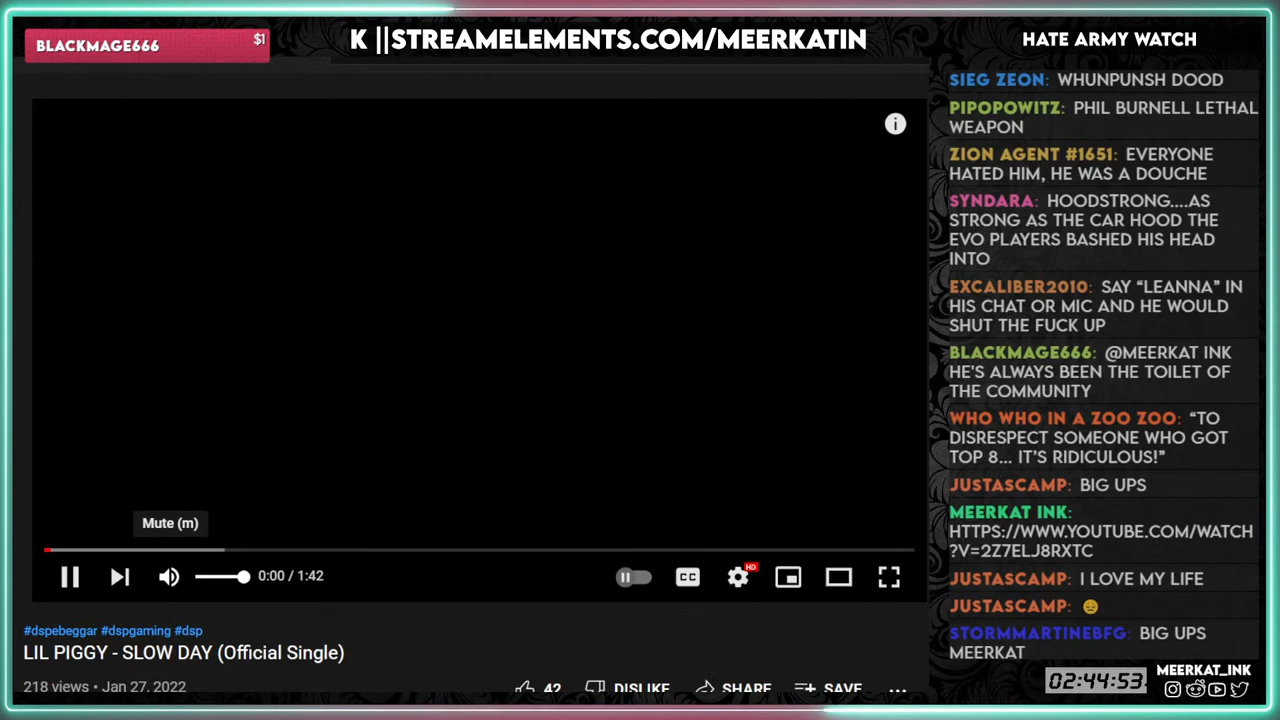 BLACKMAGE666
$1
K ||STREAMELEMENTS.COM/MEERKATIN
HATE ARMY WATCH
SIEG ZEON: WHUNPUNSH DOOD
PIPOPOWITZ: PHIL BURNELL LETHAL
WEAPON
ZION AGENT #1651: EVERYONE
HATED HIM, HE WAS A DOUCHE
SYNDARA: HOODSTRONG....AS
STRONG AS THE CAR HOOD THE
EVO PLAYERS BASHED HIS HEAD
INTO
EXCALIBER2010: SAY “LEANNA” IN
HIS CHAT OR MIC AND HE WOULD
SHUT THE FUCK UP
BLACKMAGE666: @MEERKAT INK
HE'S ALWAYS BEEN THE TOILET OF
THE COMMUNITY
WHO WHO IN A ZOO ZOO: “TO
DISRESPECT SOMEONE WHO GOT
TOP 8... IT’S RIDICULOUS!”
JUSTASCAMP: BIG UPS
MEERKAT INK:
HTTPS://WWW.YOUTUBE.COM/WATCH
?V=2Z7ELJ8RXTC
JUSTASCAMP: I LOVE MY LIFE
JUSTASCAMP: 😔
STORMMARTINEBFG: BIG UPS
MEERKAT
Mute (m)
0:00 / 1:42
CC
HD
#dspebeggar #dspgaming #dsp
LIL PIGGY - SLOW DAY (Official Single)
218 views • Jan 27, 2022
42
DISLIKE
SHARE
SAVE
02:44:53
MEERKAT_INK